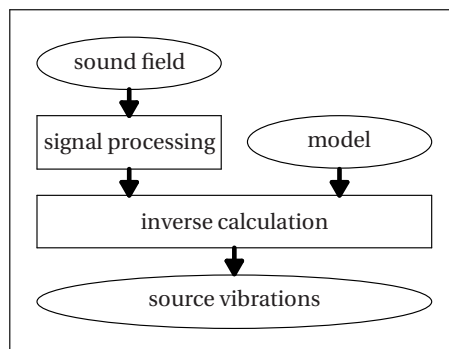 sound field
signal processing
model
inverse calculation
source vibrations